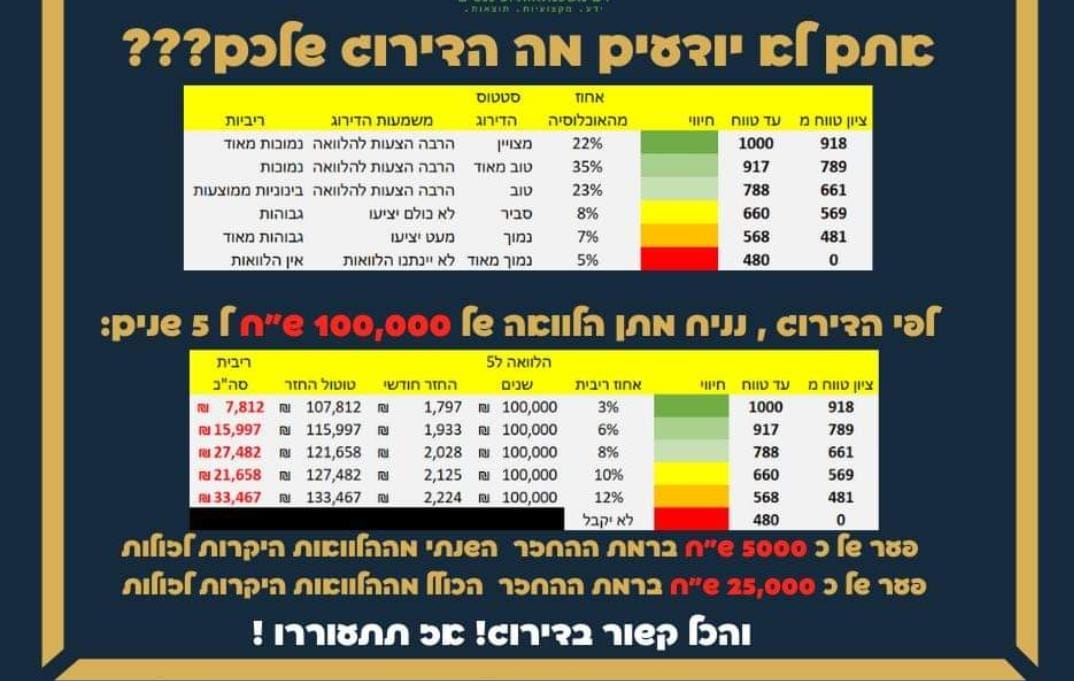 ידע. מקצועיות. תוצאות.
אתם לא יודעים מה הדירוג שלכם???
ציון טווח מ עד טווח חיווי אחוז מהאוכלוסיה סטטוס הדירוג משמעות הדירוג ריביות
918 1000 22% מצויין הרבה הצעות להלוואה נמוכות מאוד
789 917 35% טוב מאוד הרבה הצעות להלוואה נמוכות
661 788 23% טוב הרבה הצעות להלוואה בינוניות ממוצעות
569 660 8% סביר לא כולם יציעו גבוהות
481 568 7% נמוך מעט יציעו גבוהות מאוד
0 480 5% נמוך מאוד לא יינתנו הלוואות אין הלוואות
לפי הדירוג , נניח מתן הלוואה של 100,000 ש״ח ל 5 שנים:
ציון טווח מ עד טווח חיווי אחוז ריבית הלוואה ל5 שנים החזר חודשי טוטול החזר ריבית סה"כ
918 1000 3% 100,000 ₪ 1,797 ₪ 107,812 ₪ 7,812 ₪
789 917 6% 100,000 ₪ 1,933 ₪ 115,997 ₪ 15,997 ₪
661 788 8% 100,000 ₪ 2,028 ₪ 121,658 ₪ 27,482 ₪
569 660 10% 100,000 ₪ 2,125 ₪ 127,482 ₪ 21,658 ₪
481 568 12% 100,000 ₪ 2,224 ₪ 133,467 ₪ 33,467 ₪
0 480 לא יקבל
פער של כ 5000 ש״ח ברמת ההחכר השנתי מההלוואות היקרות לכולות
פער של כ 25,000 ש״ח ברמת ההחכר הכולל מההלוואות היקרות לכולות
והכל קשור בדירוג! אכ תתעוררו !